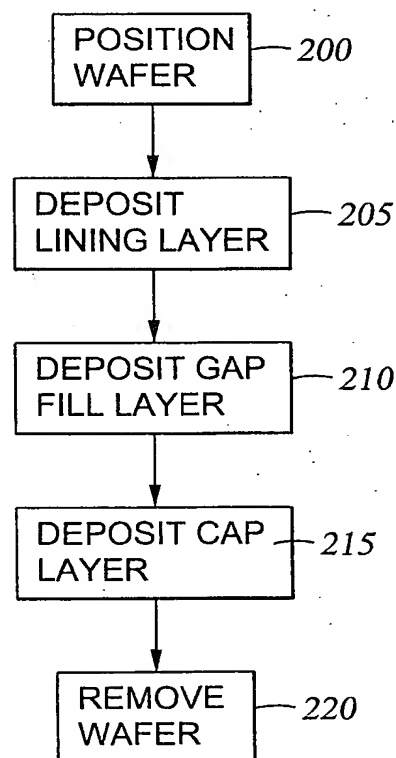 POSITION
WAFER
200
DEPOSIT
LINING LAYER
205
DEPOSIT GAP
FILL LAYER
210
DEPOSIT CAP
LAYER
215
REMOVE
WAFER
220